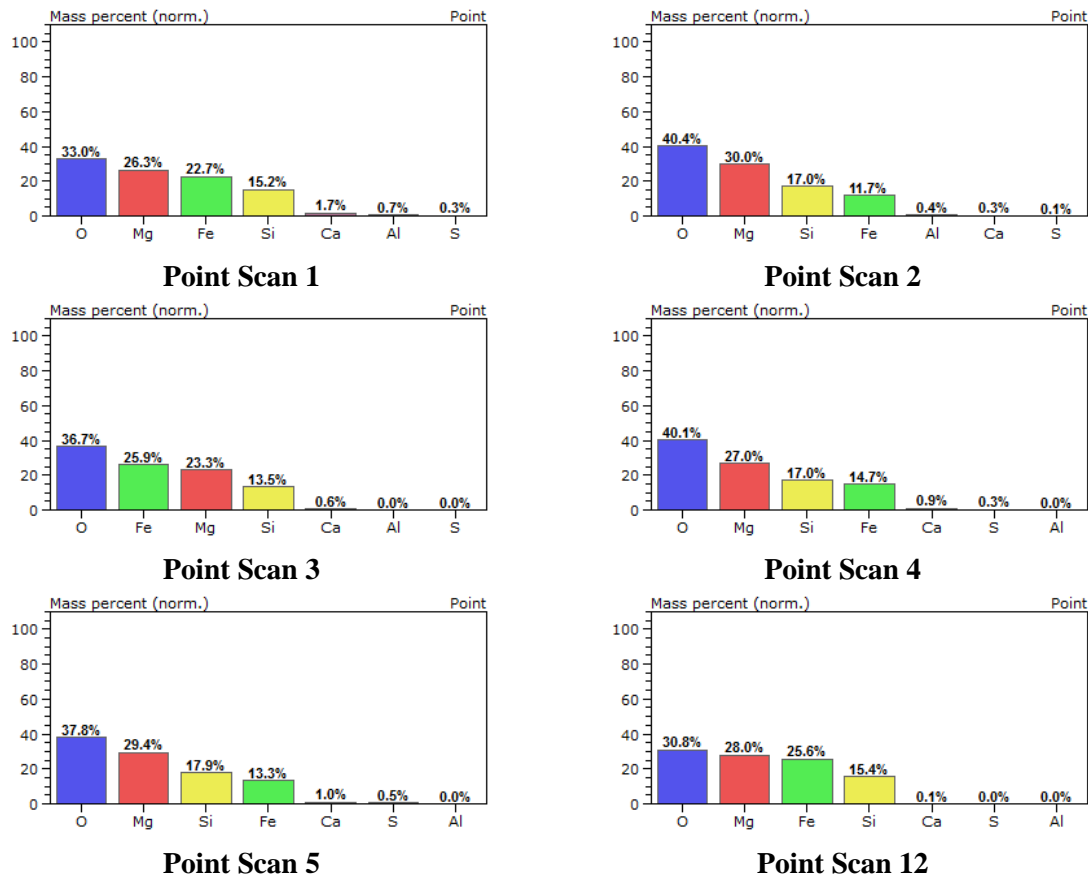 Mass percent (norm.) Point
100
80
60
40
20
0
33.0% 26.3% 22.7% 15.2% 1.7% 0.7% 0.3%
O Mg Fe Si Ca Al S
Point Scan 1
Mass percent (norm.) Point
100
80
60
40
20
0
40.4% 30.0% 17.0% 11.7% 0.4% 0.3% 0.1%
O Mg Si Fe Al Ca S
Point Scan 2
Mass percent (norm.) Point
100
80
60
40
20
0
36.7% 25.9% 23.3% 13.5% 0.6% 0.0% 0.0%
O Fe Mg Si Ca Al S
Point Scan 3
Mass percent (norm.) Point
100
80
60
40
20
0
40.1% 27.0% 17.0% 14.7% 0.9% 0.3% 0.0%
O Mg Si Fe Ca S Al
Point Scan 4
Mass percent (norm.) Point
100
80
60
40
20
0
37.8% 29.4% 17.9% 13.3% 1.0% 0.5% 0.0%
O Mg Si Fe Ca S Al
Point Scan 5
Mass percent (norm.) Point
100
80
60
40
20
0
30.8% 28.0% 25.6% 15.4% 0.1% 0.0% 0.0%
O Mg Fe Si Ca S Al
Point Scan 12